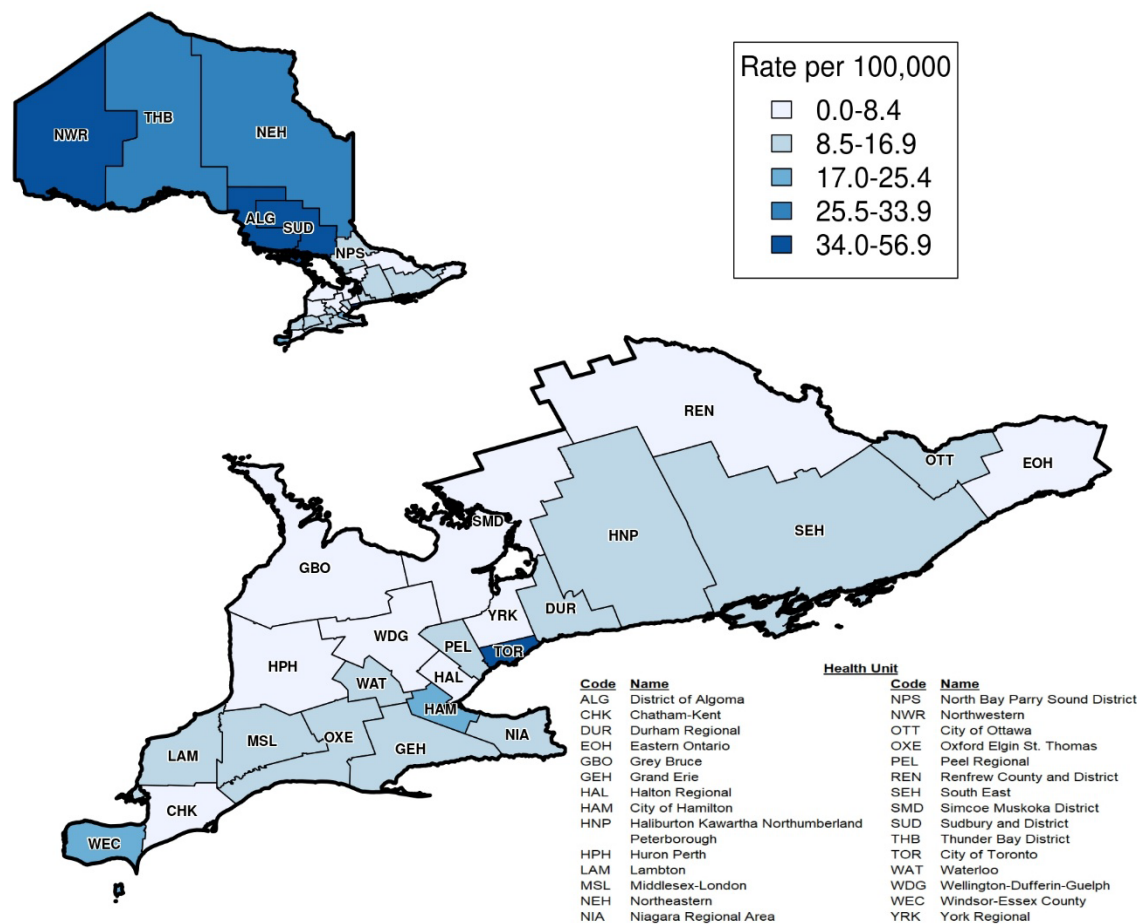 Rate per 100,000
0.0-8.4
8.5-16.9
17.0-25.4
25.5-33.9
34.0-56.9
NWR
THB
NEH
ALG
SUD
NPS
REN
OTT
EOH
SMD
HNP
SEH
GBO
YRK
DUR
WDG
PEL
TOR
HPH
HAL
WAT
HAM
MSL
OXE
GEH
NIA
LAM
CHK
WEC
Health Unit
Code Name
ALG District of Algoma
CHK Chatham-Kent
DUR Durham Regional
EOH Eastern Ontario
GBO Grey Bruce
GEH Grand Erie
HAL Halton Regional
HAM City of Hamilton
HNP Haliburton Kawartha Northumberland
Peterborough
HPH Huron Perth
LAM Lambton
MSL Middlesex-London
NEH Northeastern
NIA Niagara Regional Area
Code Name
NPS North Bay Parry Sound District
NWR Northwestern
OTT City of Ottawa
OXE Oxford Elgin St. Thomas
PEL Peel Regional
REN Renfrew County and District
SEH South East
SMD Simcoe Muskoka District
SUD Sudbury and District
THB Thunder Bay District
TOR City of Toronto
WAT Waterloo
WDG Wellington-Dufferin-Guelph
WEC Windsor-Essex County
YRK York Regional